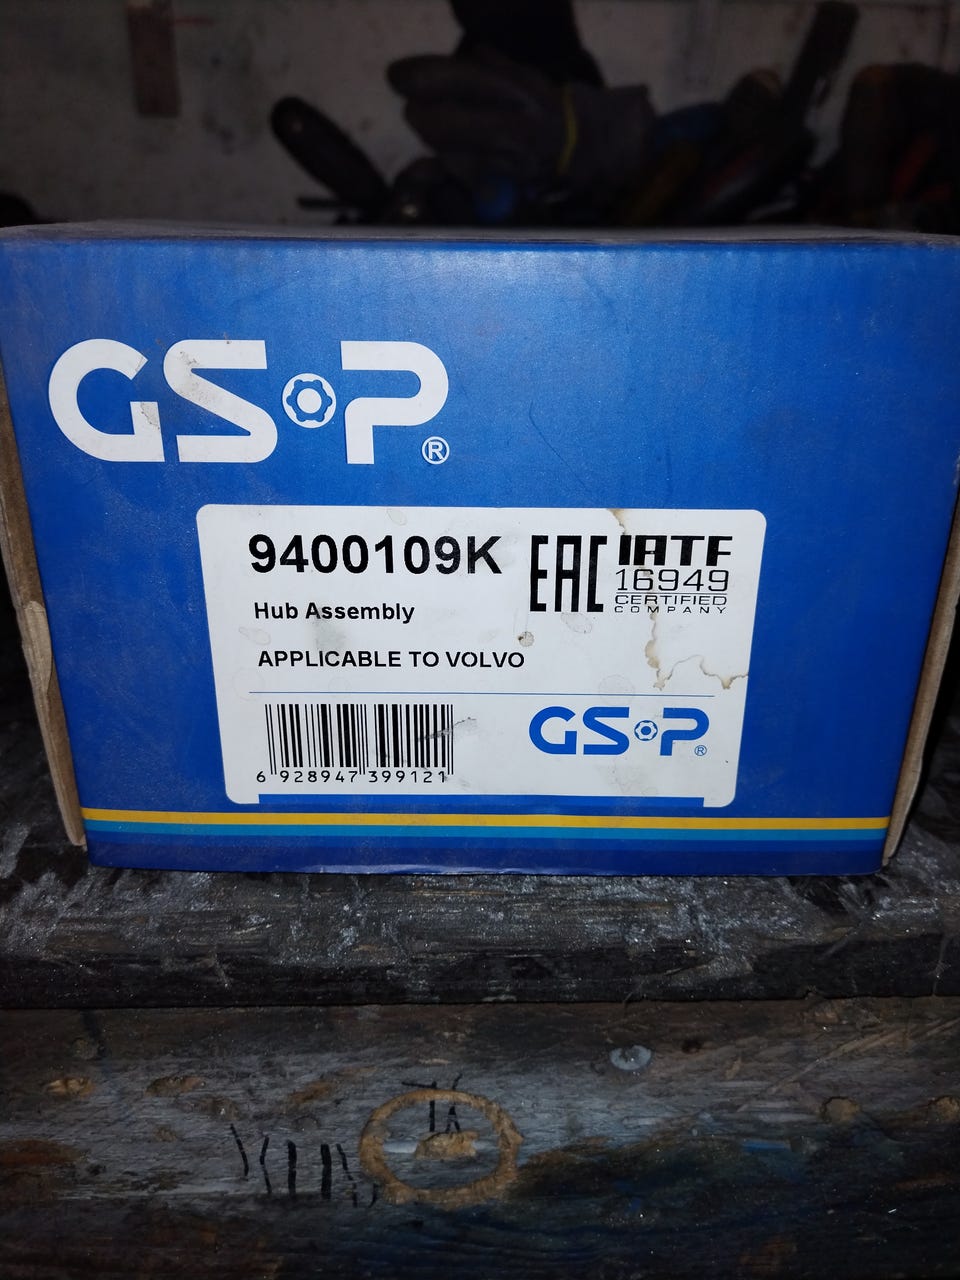 GSP®
9400109K
EAC
IATF
16949
CERTIFIED
COMPANY
Hub Assembly
APPLICABLE TO VOLVO
GSP®
6 928947 399121